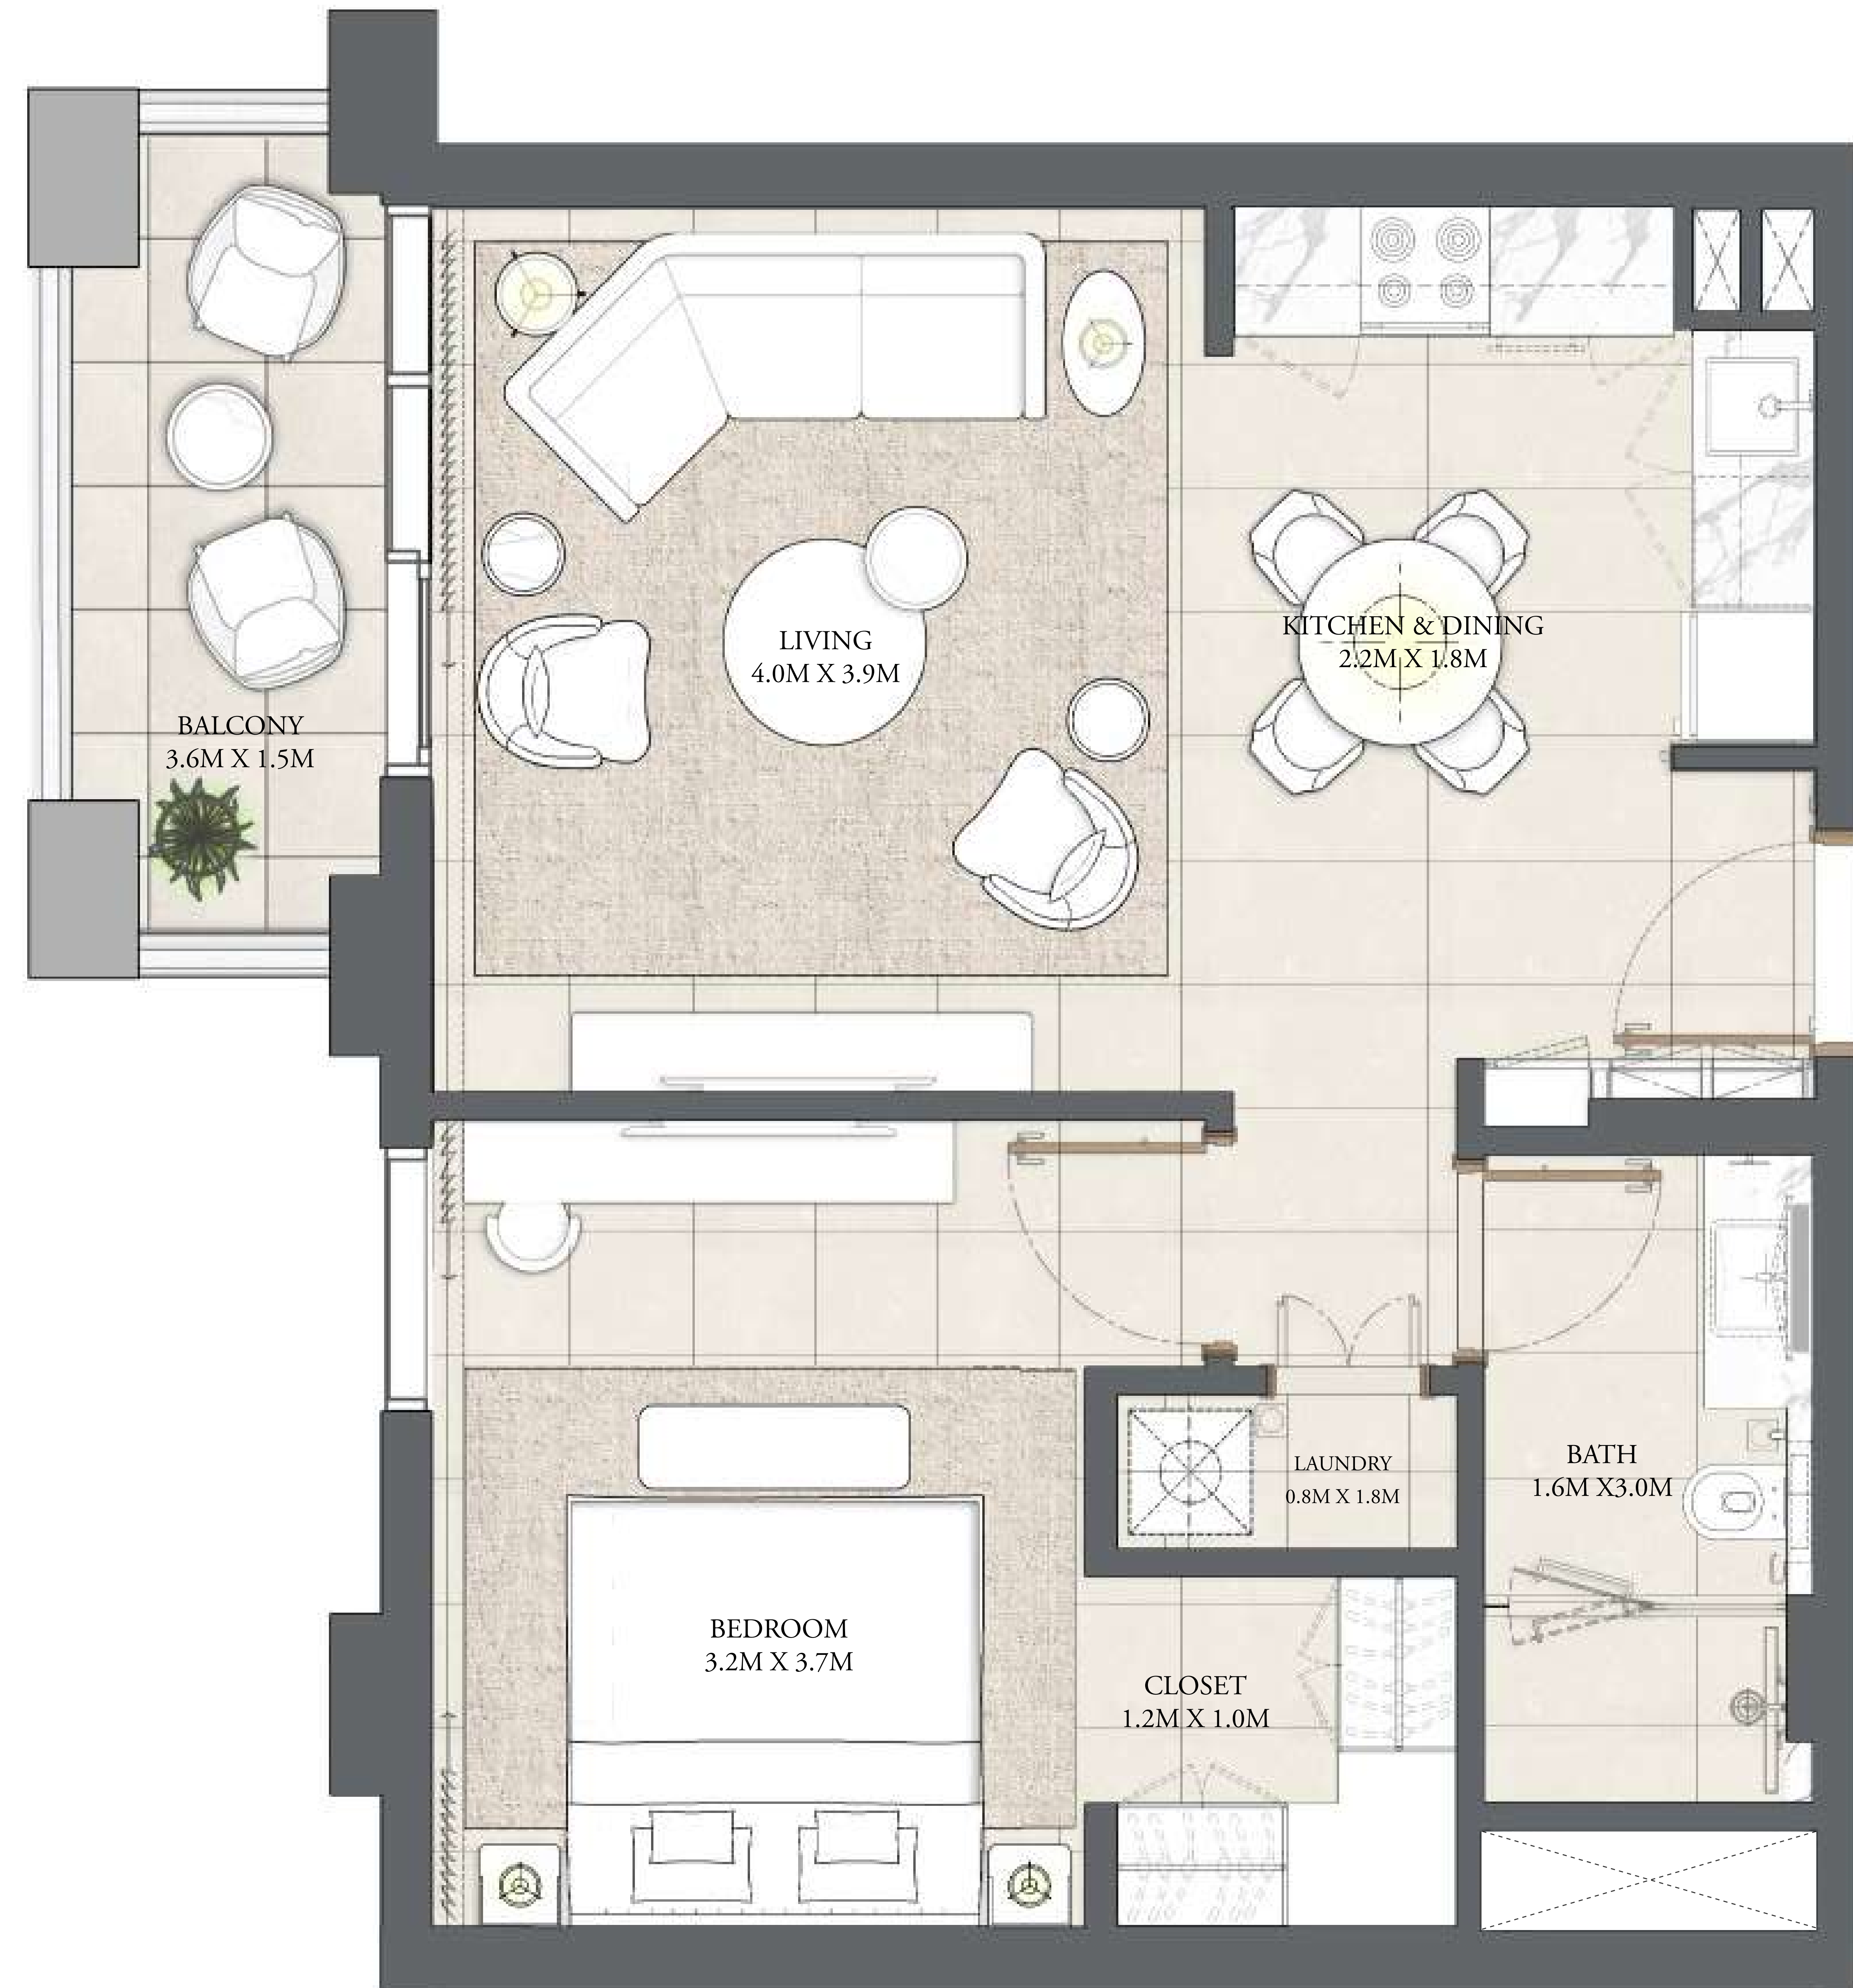 LIVING
4.0M X 3.9M
KITCHEN & DINING
2.2M X 1.8M
BALCONY
3.6M X 1.5M
BATH
1.6M X3.0M
LAUNDRY
0.8M X 1.8M
BEDROOM
3.2M X 3.7M
CLOSET
1.2M X 1.0M